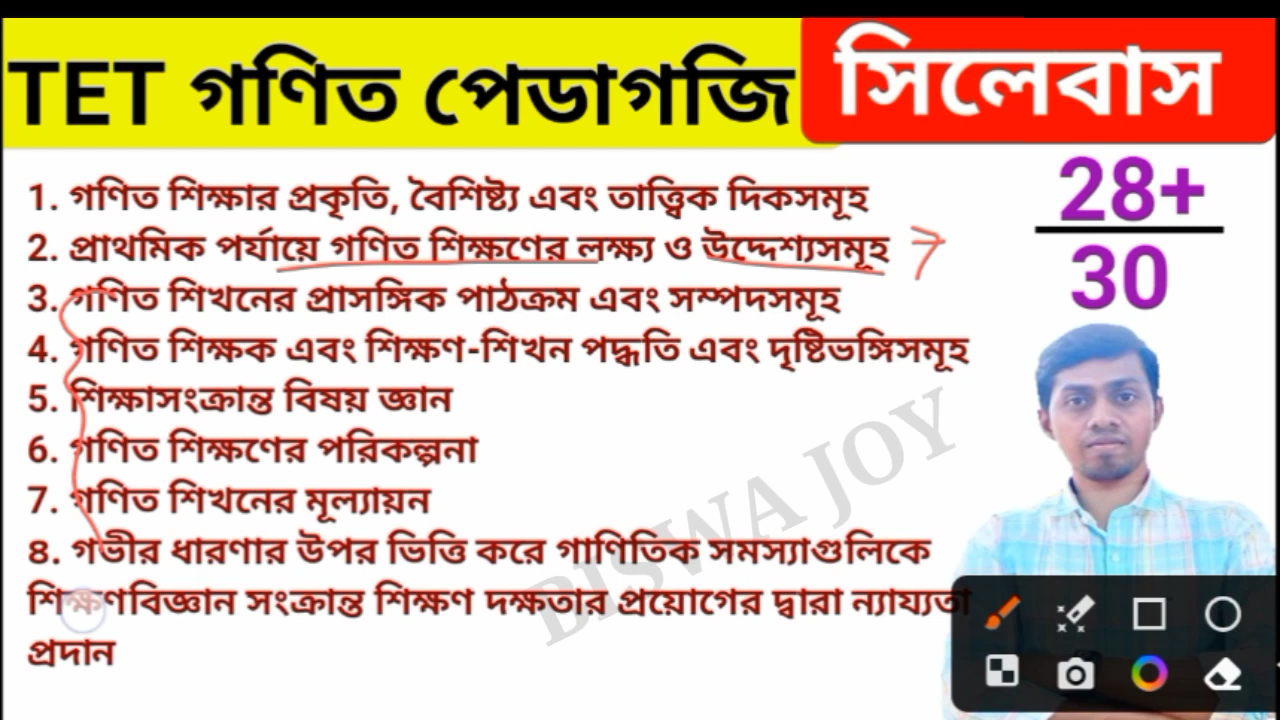 TET গণিত পেডাগজি সিলেবাস
28+
30
1. গণিত শিক্ষার প্রকৃতি, বৈশিষ্ট্য এবং তাত্ত্বিক দিকসমূহ
2. প্রাথমিক পর্যায়ে গণিত শিক্ষণের লক্ষ্য ও উদ্দেশ্যসমূহ
3. গণিত শিখনের প্রাসঙ্গিক পাঠক্রম এবং সম্পদসমূহ
4. গণিত শিক্ষক এবং শিক্ষণ-শিখন পদ্ধতি এবং দৃষ্টিভঙ্গিসমূহ
5. শিক্ষাসংক্রান্ত বিষয় জ্ঞান
6. গণিত শিক্ষণের পরিকল্পনা
7. গণিত শিখনের মূল্যায়ন
৪. গভীর ধারণার উপর ভিত্তি করে গাণিতিক সমস্যাগুলিকে
শিক্ষণবিজ্ঞান সংক্রান্ত শিক্ষণ দক্ষতার প্রয়োগের দ্বারা ন্যায্যতা
প্রদান
BISWA JOY